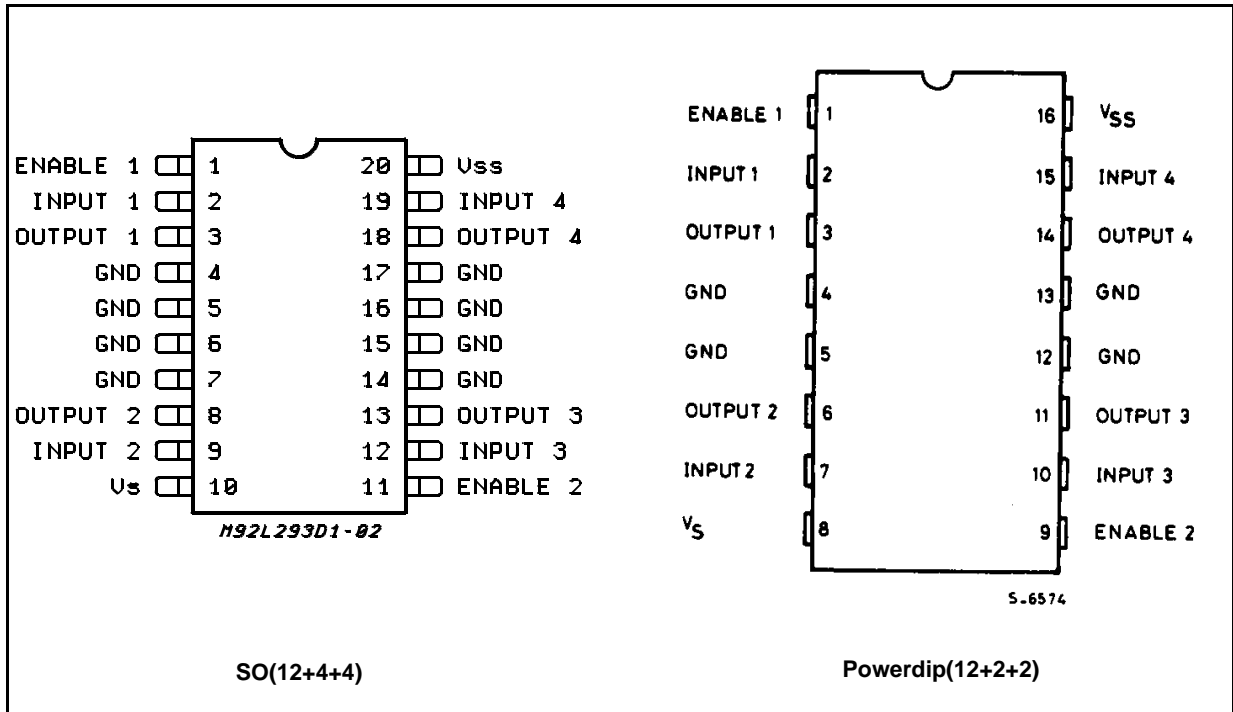 ENABLE 1 1 20 Vss
INPUT 1 2 19 INPUT 4
OUTPUT 1 3 18 OUTPUT 4
GND 4 17 GND
GND 5 16 GND
GND 6 15 GND
GND 7 14 GND
OUTPUT 2 8 13 OUTPUT 3
INPUT 2 9 12 INPUT 3
Vs 10 11 ENABLE 2
M92L293D1-02
SO(12+4+4)
ENABLE 1 1 16 VSS
INPUT 1 2 15 INPUT 4
OUTPUT 1 3 14 OUTPUT 4
GND 4 13 GND
GND 5 12 GND
OUTPUT 2 6 11 OUTPUT 3
INPUT 2 7 10 INPUT 3
VS 8 9 ENABLE 2
S-6574
Powerdip(12+2+2)